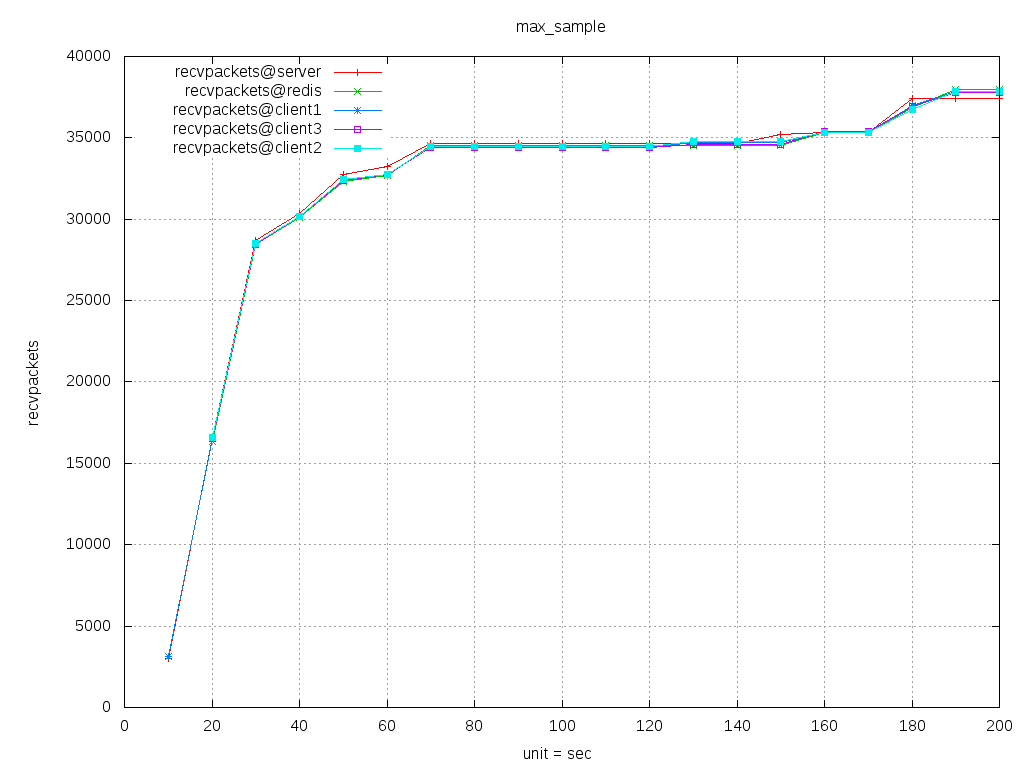 max_sample
40000
35000
30000
25000
20000
15000
10000
5000
0
recvpackets
recvpackets@server
recvpackets@redis
recvpackets@client1
recvpackets@client3
recvpackets@client2
0 20 40 60 80 100 120 140 160 180 200
unit = sec